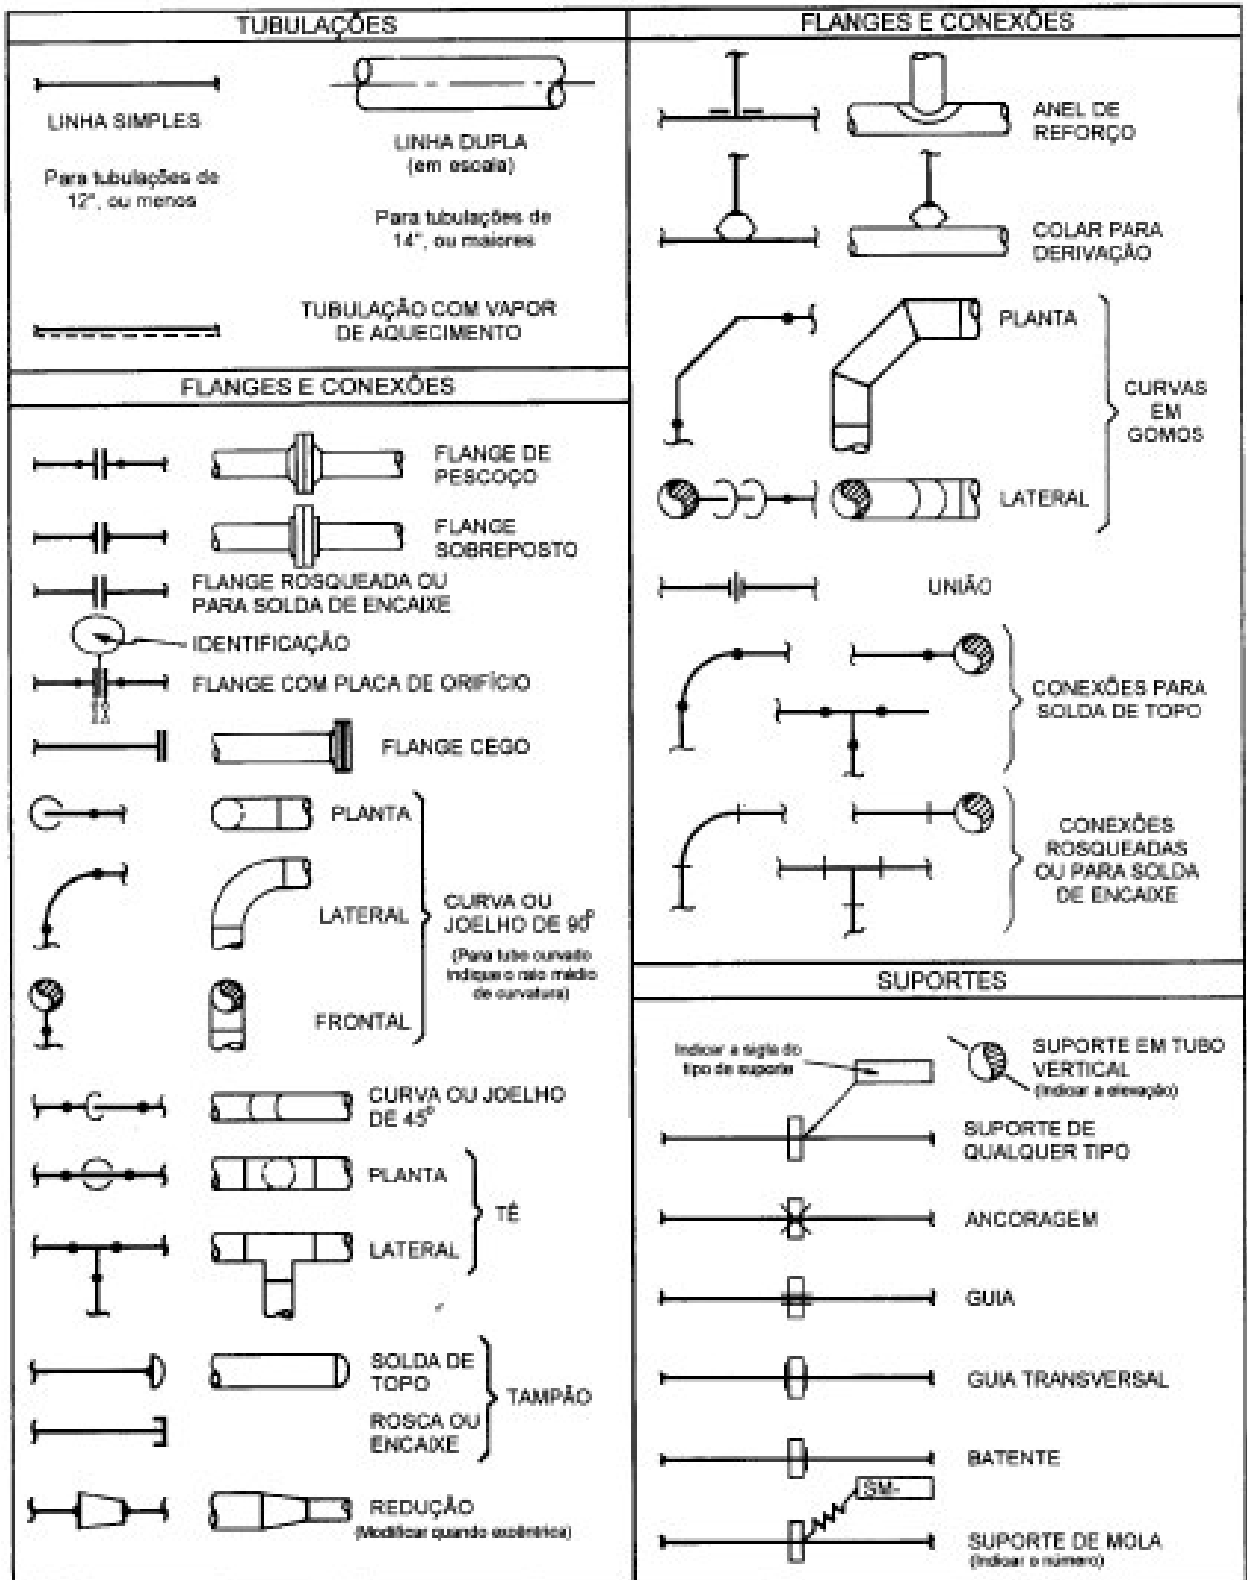 TUBULAÇÕES
LINHA SIMPLES
Para tubulações de
12", ou menos
LINHA DUPLA
(em escala)
Para tubulações de
14", ou maiores
TUBULAÇÃO COM VAPOR
DE AQUECIMENTO
FLANGES E CONEXÕES
FLANGE DE
PESCOÇO
FLANGE
SOBREPOSTO
FLANGE ROSQUEADA OU
PARA SOLDA DE ENCAIXE
IDENTIFICAÇÃO
FLANGE COM PLACA DE ORIFÍCIO
FLANGE CEGO
PLANTA
LATERAL
FRONTAL
CURVA OU
JOELHO DE 90º
(Para tubo curvado
indique o raio médio
de curvatura)
CURVA OU JOELHO
DE 45º
PLANTA
LATERAL
TÊ
SOLDA DE
TOPO
ROSCA OU
ENCAIXE
TAMPÃO
REDUÇÃO
(Modificar quando excêntrica)
FLANGES E CONEXÕES
ANEL DE
REFORÇO
COLAR PARA
DERIVAÇÃO
PLANTA
LATERAL
CURVAS
EM
GOMOS
UNIÃO
CONEXÕES PARA
SOLDA DE TOPO
CONEXÕES
ROSQUEADAS
OU PARA SOLDA
DE ENCAIXE
SUPORTES
Indicar a sigla do
tipo de suporte
SUPORTE EM TUBO
VERTICAL
(Indicar a elevação)
SUPORTE DE
QUALQUER TIPO
ANCORAGEM
GUIA
GUIA TRANSVERSAL
BATENTE
SM-
SUPORTE DE MOLA
(Indicar o número)